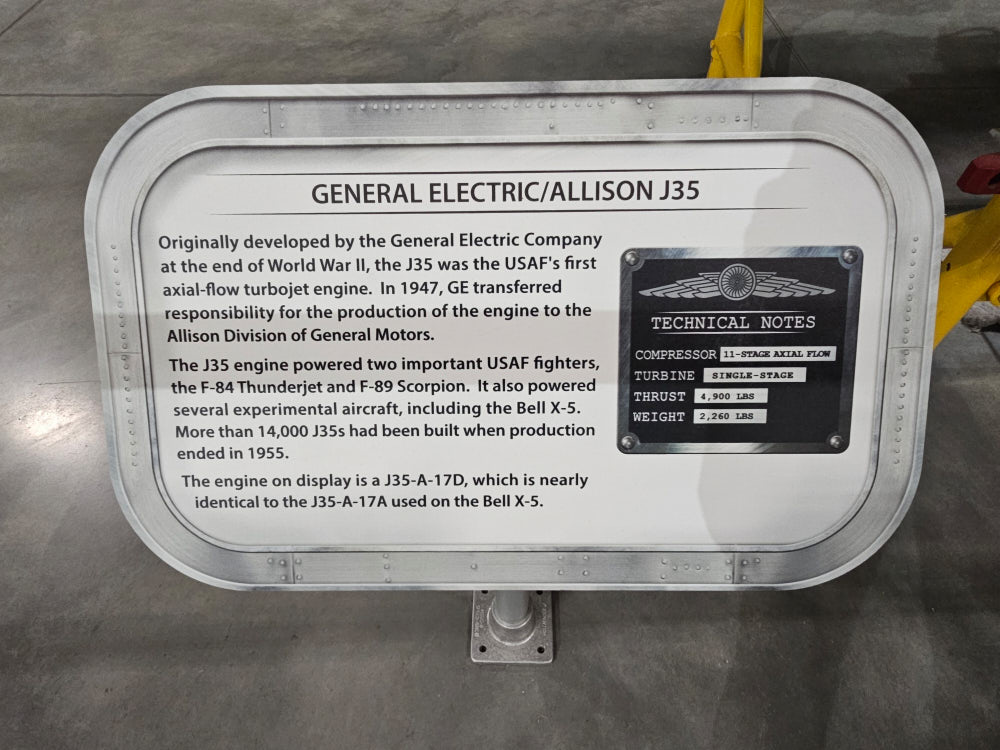 GENERAL ELECTRIC/ALLISON J35
Originally developed by the General Electric Company
at the end of World War II, the J35 was the USAF's first
axial-flow turbojet engine. In 1947, GE transferred
responsibility for the production of the engine to the
Allison Division of General Motors.
The J35 engine powered two important USAF fighters,
the F-84 Thunderjet and F-89 Scorpion. It also powered
several experimental aircraft, including the Bell X-5.
More than 14,000 J35s had been built when production
ended in 1955.
The engine on display is a J35-A-17D, which is nearly
identical to the J35-A-17A used on the Bell X-5.
TECHNICAL NOTES
COMPRESSOR 11-STAGE AXIAL FLOW
TURBINE SINGLE-STAGE
THRUST 4,900 LBS
WEIGHT 2,260 LBS